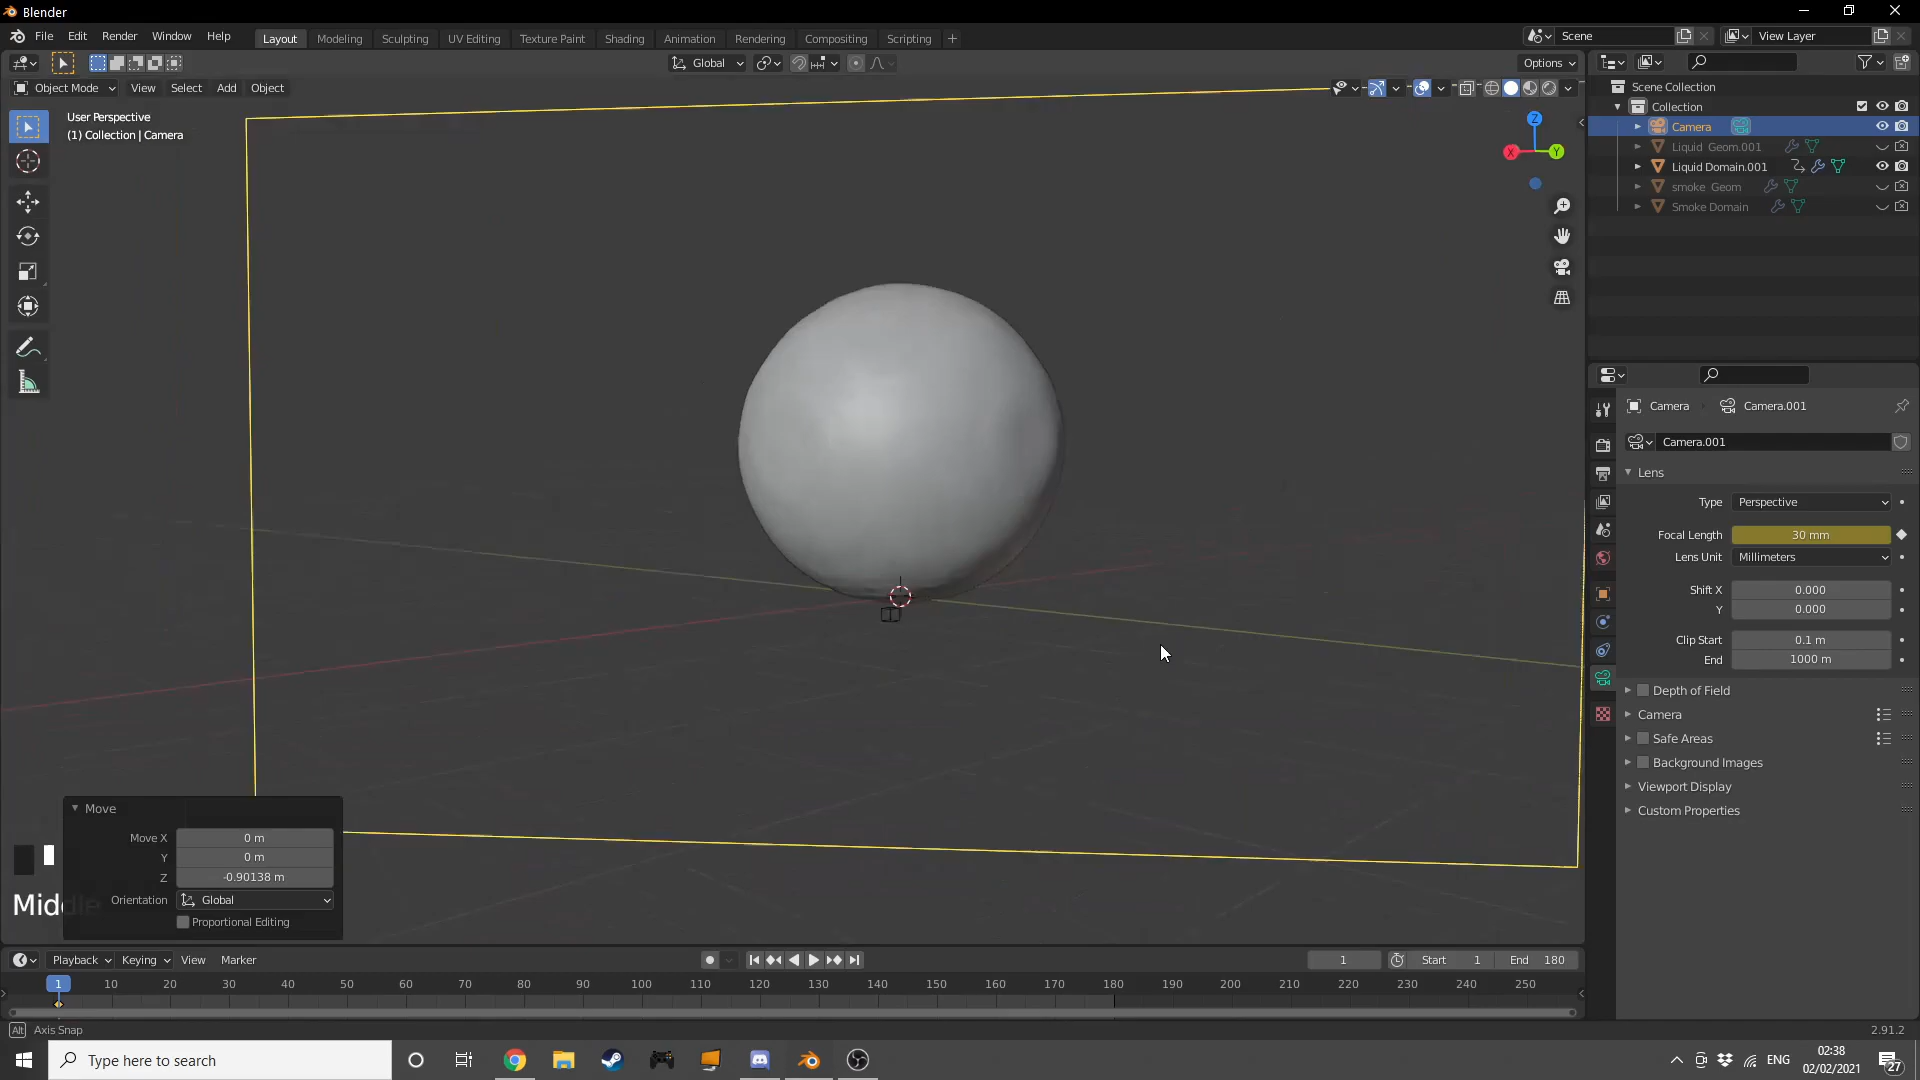 Blender
File Edit Render Window Help
Layout Modeling Sculpting UV Editing Texture Paint Shading Animation Rendering Compositing Scripting +
Scene
View Layer
Global
Options
Object Mode View Select Add Object
User Perspective
(1) Collection | Camera
Z
X
Y
Scene Collection
Collection
Camera
Liquid Geom.001
Liquid Domain.001
smoke Geom
Smoke Domain
Camera Camera.001
Camera.001
Lens
Type Perspective
Focal Length 30 mm
Lens Unit Millimeters
Shift X 0.000
Y 0.000
Clip Start 0.1 m
End 1000 m
Depth of Field
Camera
Safe Areas
Background Images
Viewport Display
Custom Properties
Move
Move X 0 m
Y 0 m
Z -0.90138 m
Orientation Global
Proportional Editing
Playback Keying View Marker
1
Start 1
End 180
1 10 20 30 40 50 60 70 80 90 100 110 120 130 140 150 160 170 180 190 200 210 220 230 240 250
Alt Axis Snap
2.91.2
Type here to search
ENG
02:38
02/02/2021
27